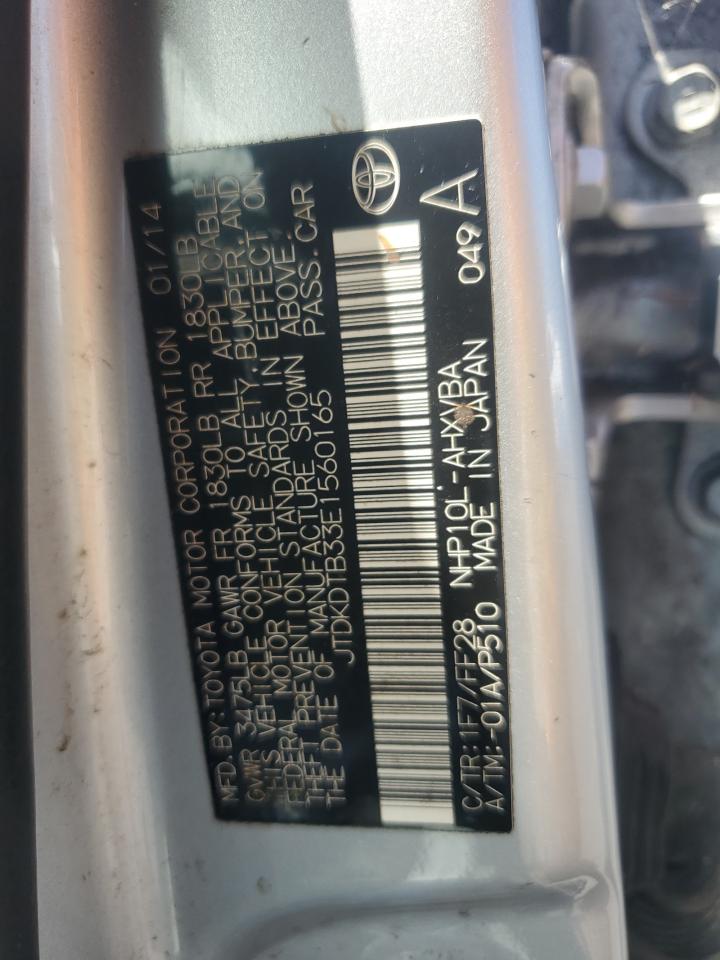 MFD. BY: TOYOTA MOTOR CORPORATION 01/14
GVWR 3475LB GAWR FR 1830LB RR 1830LB
THIS VEHICLE CONFORMS TO ALL APPLICABLE
FEDERAL MOTOR VEHICLE SAFETY, BUMPER, AND
THEFT PREVENTION STANDARDS IN EFFECT ON
THE DATE OF MANUFACTURE SHOWN ABOVE.
JTDKDTB33E1560165 PASS. CAR
C/TR: 1F7/FF28 NHP10L-AHXVBA
A/TM: -01A/P510 MADE IN JAPAN 049 A